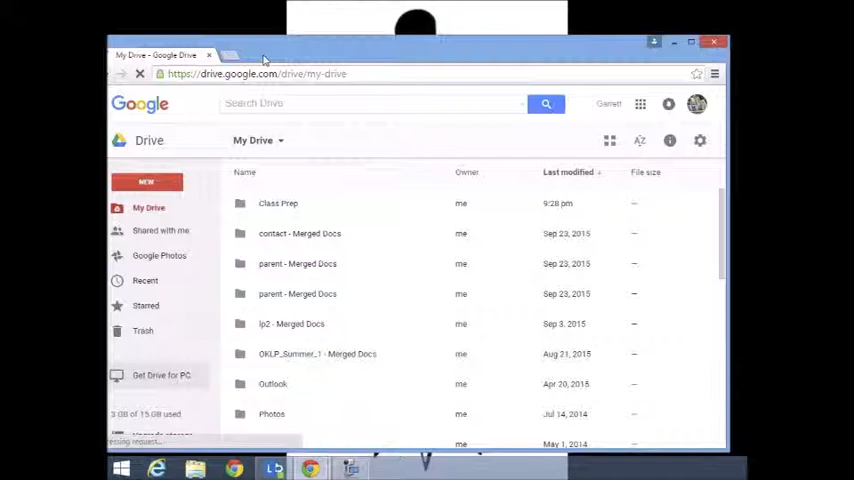 My Drive - Google Drive
https://drive.google.com/drive/my-drive
Google
Search Drive
Garrett
Drive
My Drive
NEW
Name
Owner
Last modified
File size
My Drive
Class Prep
me
9:28 pm
—
Shared with me
contact - Merged Docs
me
Sep 23, 2015
—
Google Photos
parent - Merged Docs
me
Sep 23, 2015
—
Recent
parent - Merged Docs
me
Sep 23, 2015
—
Starred
lp2 - Merged Docs
me
Sep 3, 2015
—
Trash
OKLP_Summer_1 - Merged Docs
me
Aug 21, 2015
—
Get Drive for PC
Outlook
me
Apr 20, 2015
—
3 GB of 15 GB used
Photos
me
Jul 14, 2014
—
Upgrade storage
me
May 1, 2014
—
essing request...